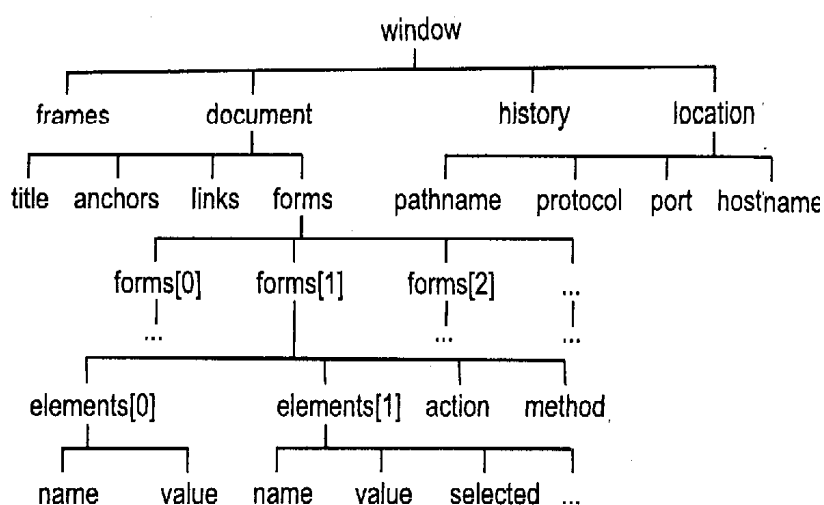 window
frames document history location
title anchors links forms pathname protocol port hostname
forms[0] forms[1] forms[2] ...
... ... ...
elements[0] elements[1] action method
name value name value selected ...